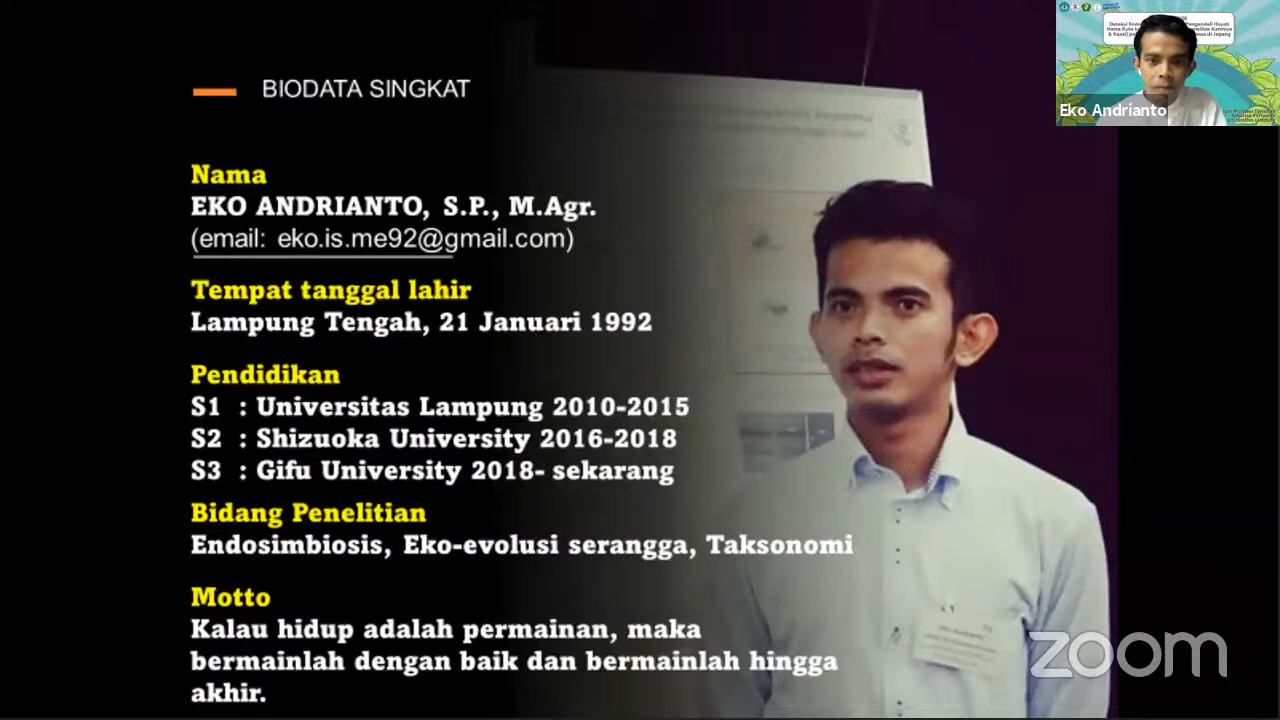 BIODATA SINGKAT
Nama
EKO ANDRIANTO, S.P., M.Agr.
(email: eko.is.me92@gmail.com)
Tempat tanggal lahir
Lampung Tengah, 21 Januari 1992
Pendidikan
S1 : Universitas Lampung 2010-2015
S2 : Shizuoka University 2016-2018
S3 : Gifu University 2018- sekarang
Bidang Penelitian
Endosimbiosis, Eko-evolusi serangga, Taksonomi
Motto
Kalau hidup adalah permainan, maka
bermainlah dengan baik dan bermainlah hingga
akhir.
Eko Andrianto
zoom